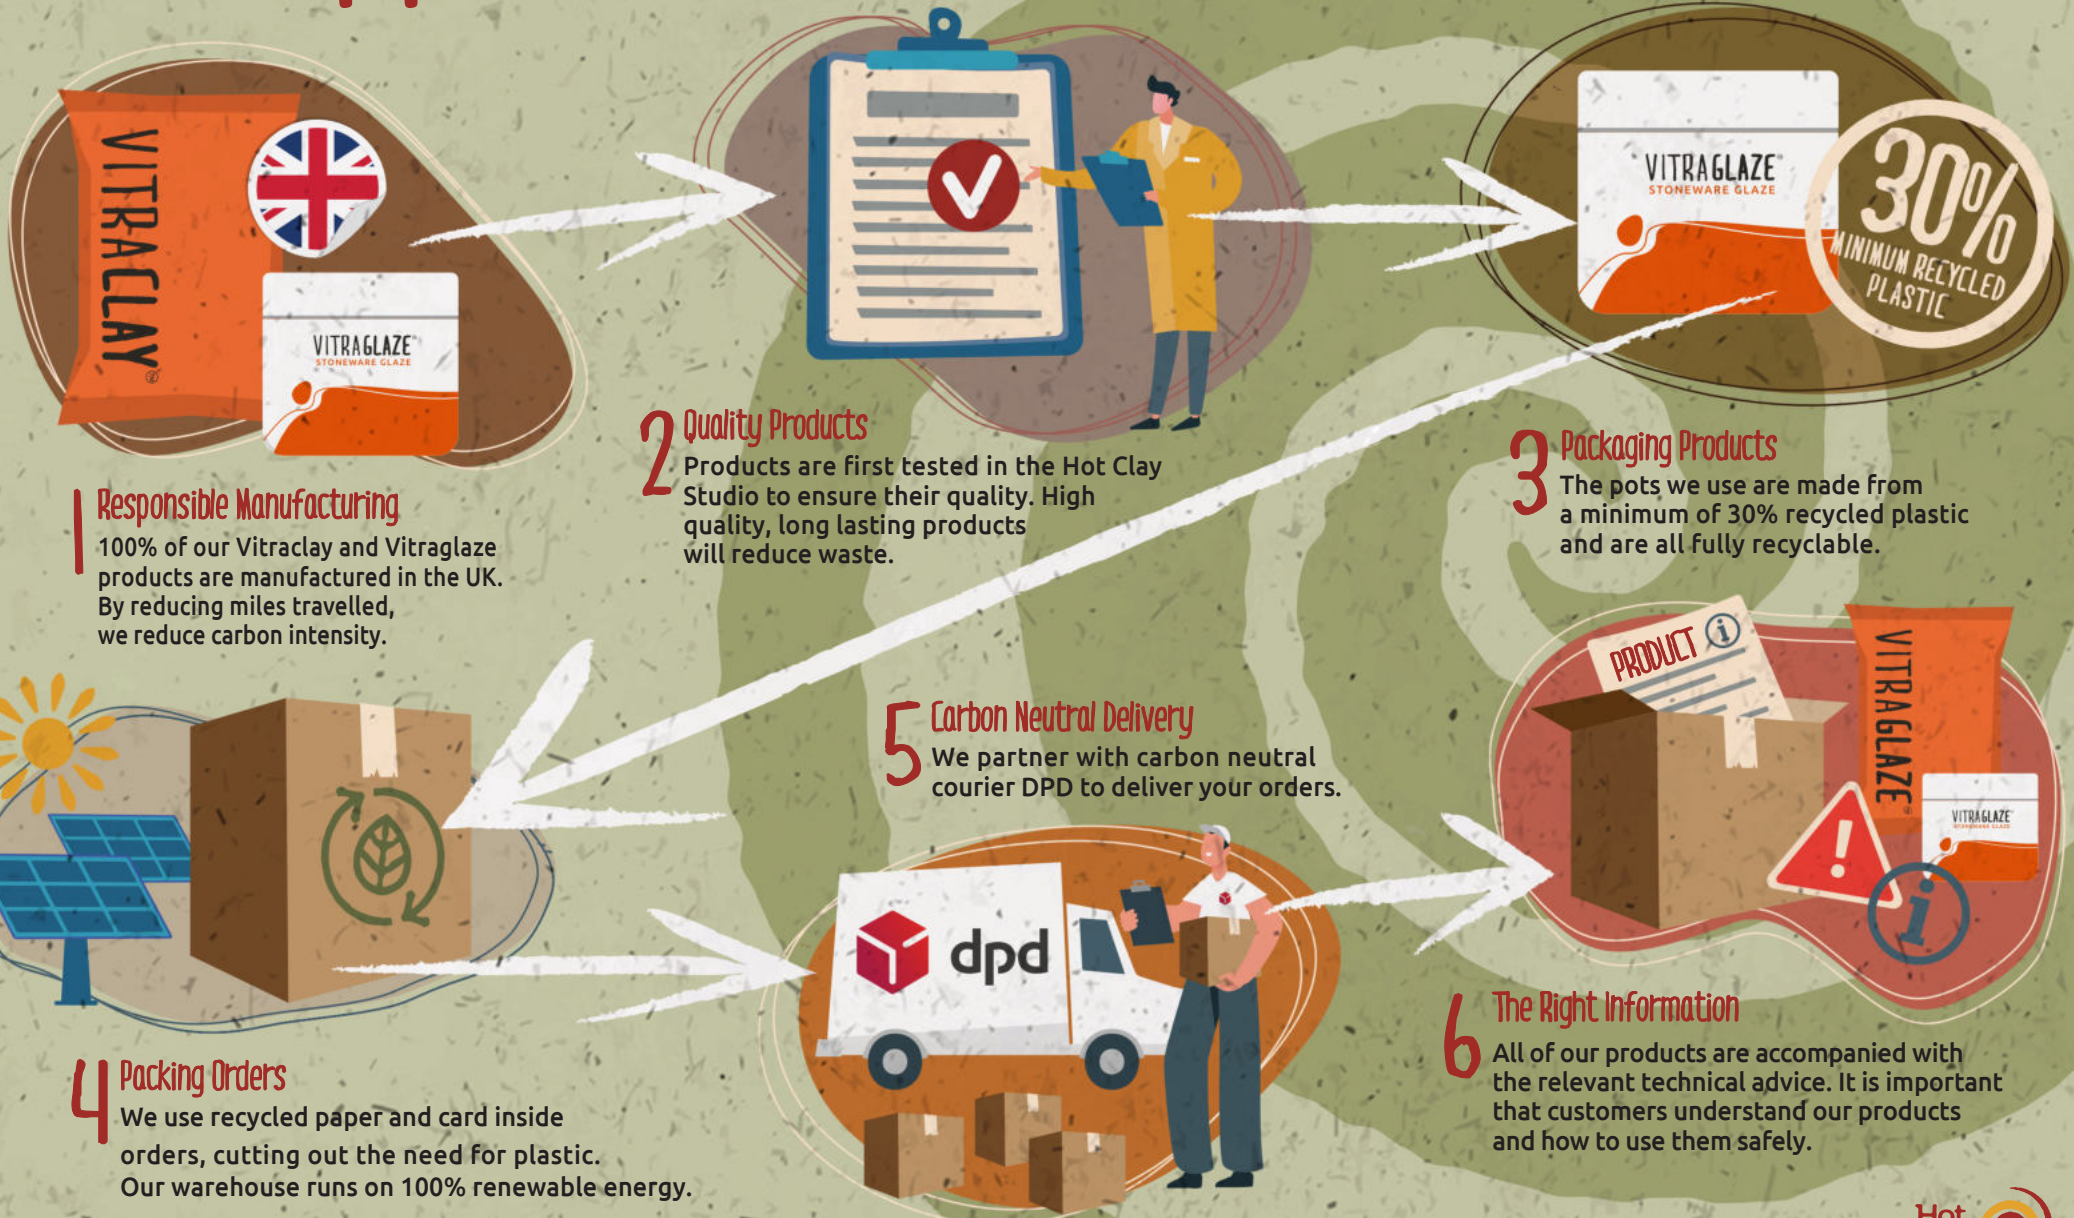 VITRACLAY
VITRAGLAZE
STONEWARE GLAZE
1 Responsible Manufacturing
100% of our Vitraclay and Vitraglaze
products are manufactured in the UK.
By reducing miles travelled,
we reduce carbon intensity.
2 Quality Products
Products are first tested in the Hot Clay
Studio to ensure their quality. High
quality, long lasting products
will reduce waste.
VITRAGLAZE
STONEWARE GLAZE
30%
MINIMUM RECYCLED
PLASTIC
3 Packaging Products
The pots we use are made from
a minimum of 30% recycled plastic
and are all fully recyclable.
4 Packing Orders
We use recycled paper and card inside
orders, cutting out the need for plastic.
Our warehouse runs on 100% renewable energy.
5 Carbon Neutral Delivery
We partner with carbon neutral
courier DPD to deliver your orders.
dpd
PRODUCT i
VITRAGLAZE
VITRAGLAZE
STONEWARE GLAZE
!
i
6 The Right Information
All of our products are accompanied with
the relevant technical advice. It is important
that customers understand our products
and how to use them safely.
Hot